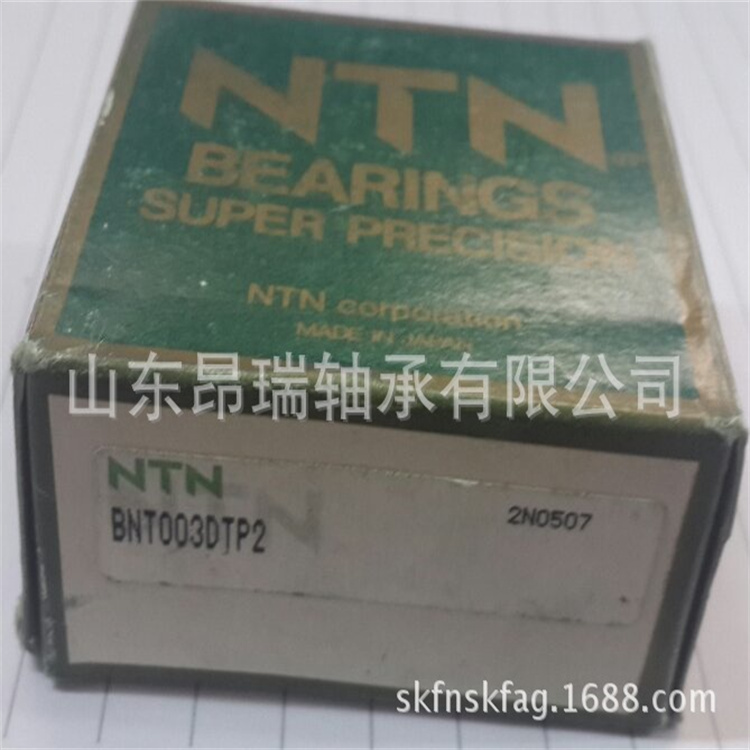 NTN
BEARINGS
SUPER PRECISION
NTN corporation
MADE IN JAPAN
山东昂瑞轴承有限公司
NTN
NTN
BNT003DTP2
2N0507
skfnskfag.1688.com